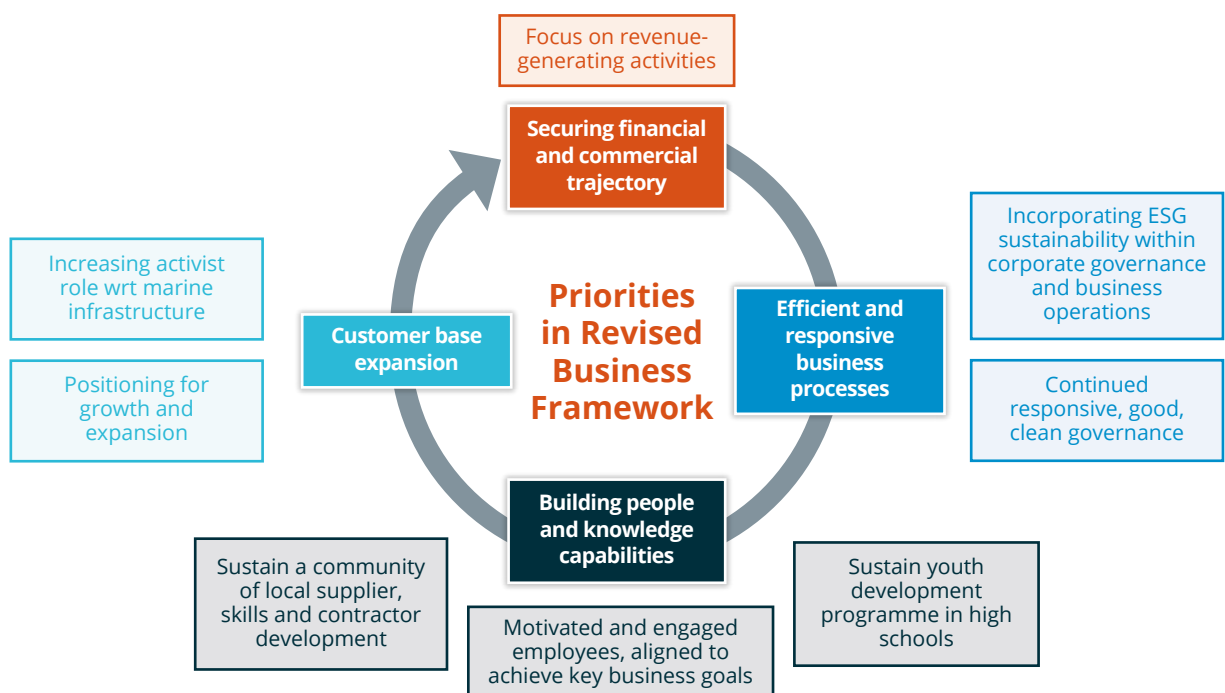 Focus on revenue-
generating activities
Securing financial
and commercial
trajectory
Incorporating ESG
sustainability within
corporate governance
and business
operations
Increasing activist
role wrt marine
infrastructure
Priorities
in Revised
Business
Framework
Efficient and
responsive
business
processes
Customer base
expansion
Positioning for
growth and
expansion
Continued
responsive, good,
clean governance
Building people
and knowledge
capabilities
Sustain a community
of local supplier,
skills and contractor
development
Motivated and engaged
employees, aligned to
achieve key business goals
Sustain youth
development
programme in high
schools